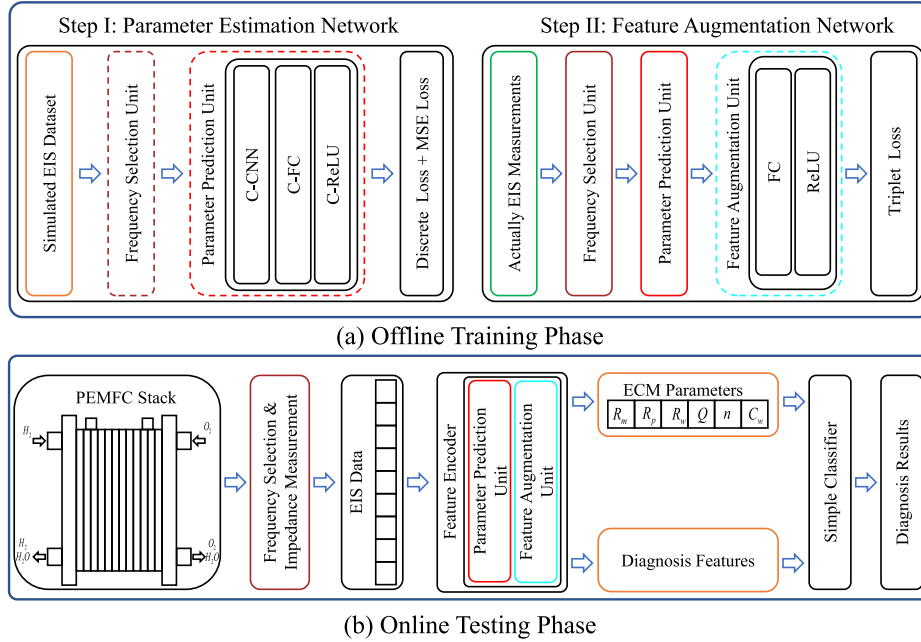 Step I: Parameter Estimation Network
Simulated EIS Dataset
Frequency Selection Unit
Parameter Prediction Unit
C-CNN
C-FC
C-ReLU
Discrete Loss + MSE Loss
Step II: Feature Augmentation Network
Actually EIS Measurements
Frequency Selection Unit
Parameter Prediction Unit
Feature Augmentation Unit
FC
ReLU
Triplet Loss
(a) Offline Training Phase
PEMFC Stack
H2
O2
H2
H2O
O2
H2O
Frequency Selection &
Impedance Measurement
EIS Data
Feature Encoder
Parameter Prediction
Unit
Feature Augmentation
Unit
ECM Parameters
Rm Rp Rw Q n Cw
Diagnosis Features
Simple Classifier
Diagnosis Results
(b) Online Testing Phase